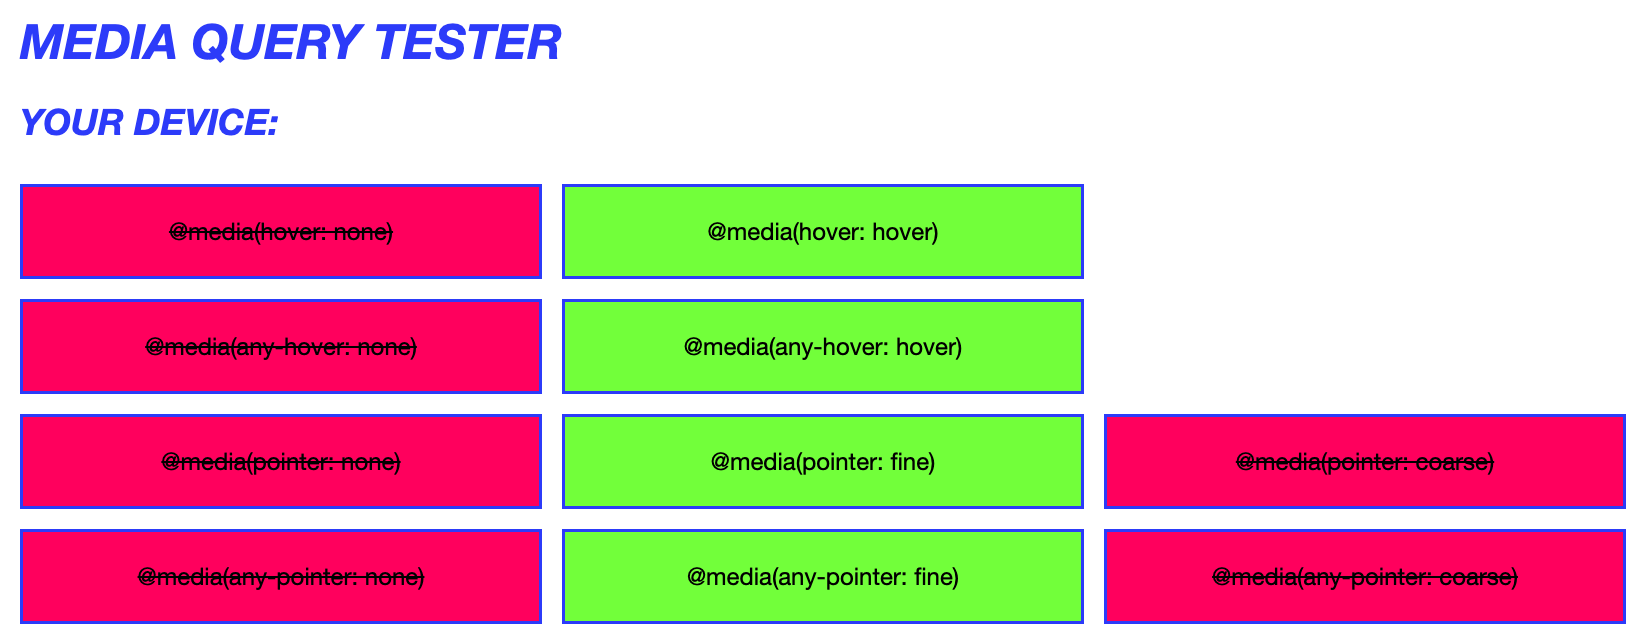 MEDIA QUERY TESTER
YOUR DEVICE:
@media(hover: none)
@media(hover: hover)
@media(any-hover: none)
@media(any-hover: hover)
@media(pointer: none)
@media(pointer: fine)
@media(pointer: coarse)
@media(any-pointer: none)
@media(any-pointer: fine)
@media(any-pointer: coarse)